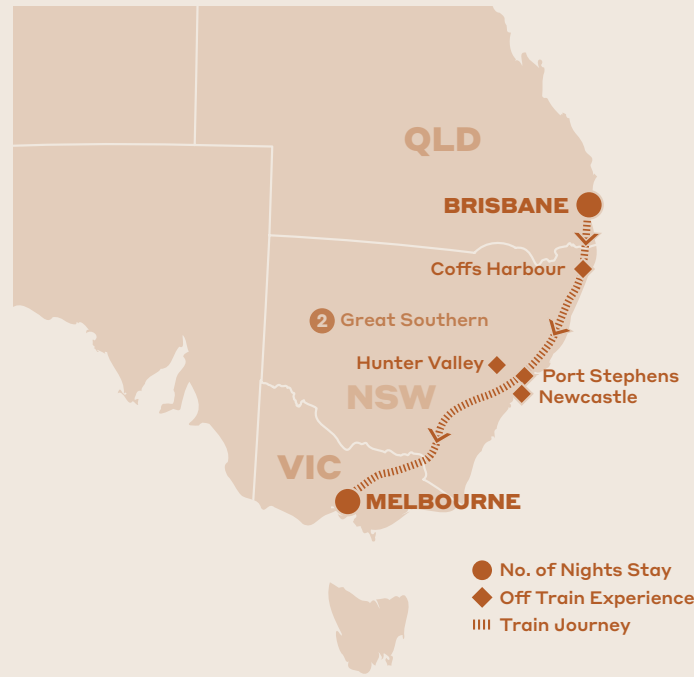 QLD
BRISBANE
Coffs Harbour
2 Great Southern
Hunter Valley
Port Stephens
NSW
Newcastle
VIC
MELBOURNE
No. of Nights Stay
Off Train Experience
Train Journey